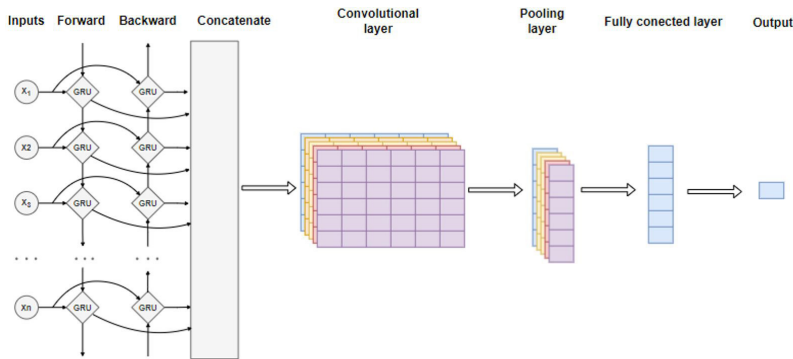 Inputs Forward Backward Concatenate Convolutional layer Pooling layer Fully conected layer Output
X1 GRU GRU
X2 GRU GRU
X3 GRU GRU
. . . . . . . . .
Xn GRU GRU